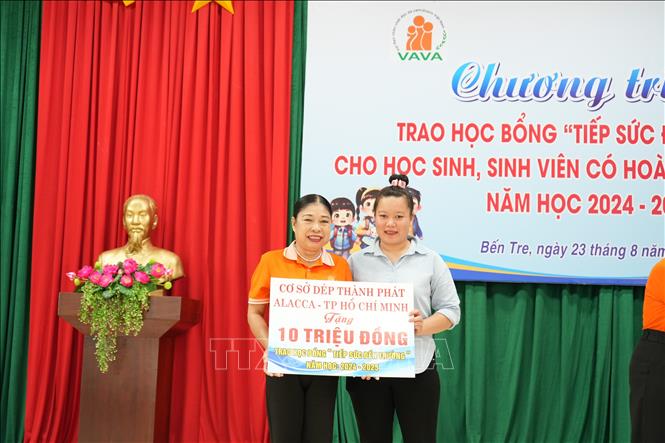 VAVA
Chương tr
TRAO HỌC BỔNG “TIẾP SỨC Đ
CHO HỌC SINH, SINH VIÊN CÓ HOÀ
NĂM HỌC 2024 - 20
Bến Tre, ngày 23 tháng 8 năm
CƠ SỞ DÉP THÀNH PHÁT
ALACCA - TP HỒ CHÍ MINH
Tặng
10 TRIỆU ĐỒNG
TRAO HỌC BỔNG “TIẾP SỨC ĐẾN TRƯỜNG”
NĂM HỌC: 2024 - 2025